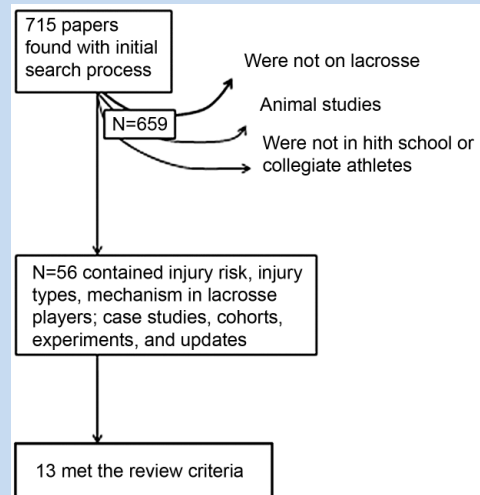 715 papers
found with initial
search process
Were not on lacrosse
N=659
Animal studies
Were not in hith school or
collegiate athletes
N=56 contained injury risk, injury
types, mechanism in lacrosse
players; case studies, cohorts,
experiments, and updates
13 met the review criteria